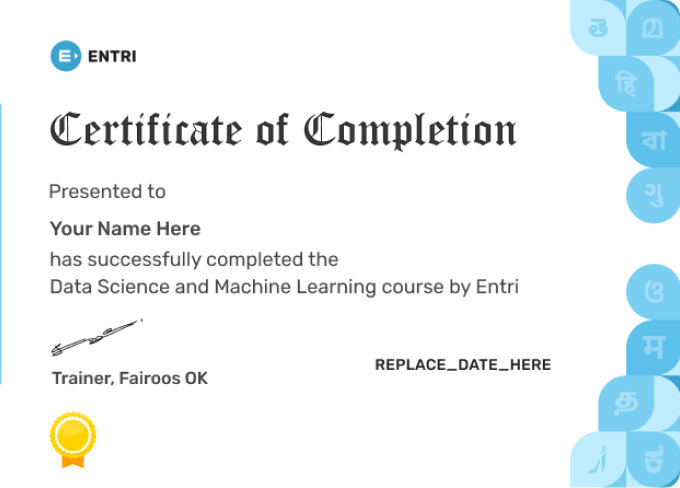 ENTRI
Certificate of Completion
Presented to
Your Name Here
has successfully completed the
Data Science and Machine Learning course by Entri
Trainer, Fairoos OK
REPLACE_DATE_HERE
తె
മ
हि
বা
ગુ
ଓ
म
த
ಕ